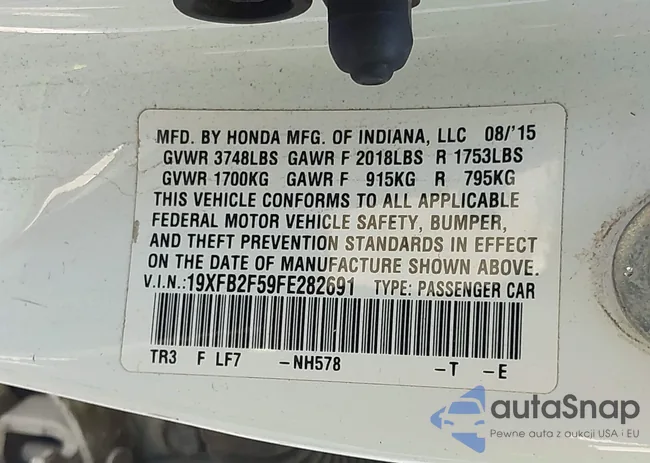 MFD. BY HONDA MFG. OF INDIANA, LLC 08/'15
GVWR 3748LBS GAWR F 2018LBS R 1753LBS
GVWR 1700KG GAWR F 915KG R 795KG
THIS VEHICLE CONFORMS TO ALL APPLICABLE
FEDERAL MOTOR VEHICLE SAFETY, BUMPER,
AND THEFT PREVENTION STANDARDS IN EFFECT
ON THE DATE OF MANUFACTURE SHOWN ABOVE.
V.I.N.:19XFB2F59FE282691 TYPE: PASSENGER CAR
TR3 F LF7 –NH578 –T –E
autaSnap
Pewne auta z aukcji USA i EU